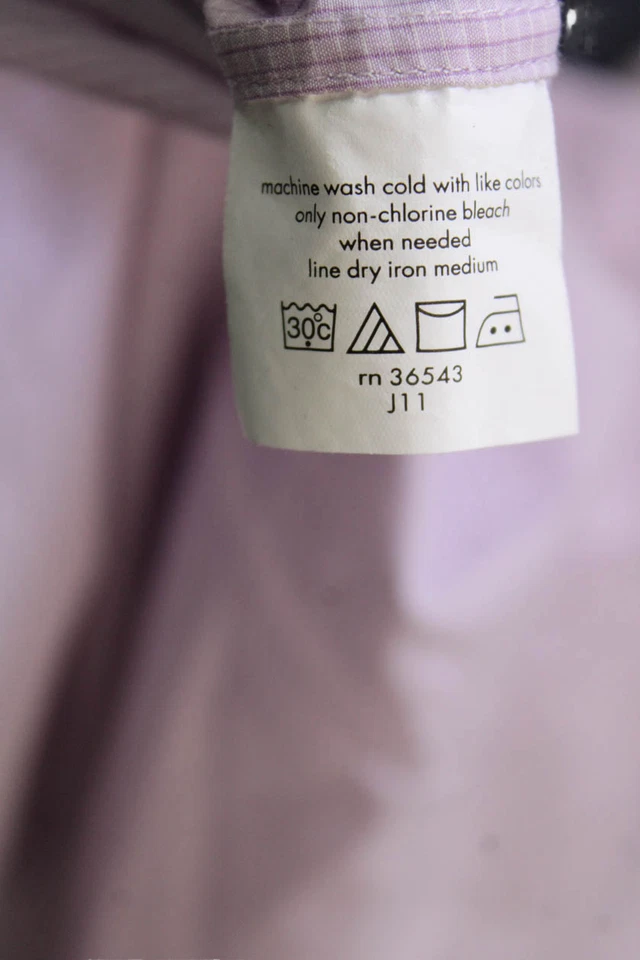 machine wash cold with like colors
only non-chlorine bleach
when needed
line dry iron medium
30°c
rn 36543
J11